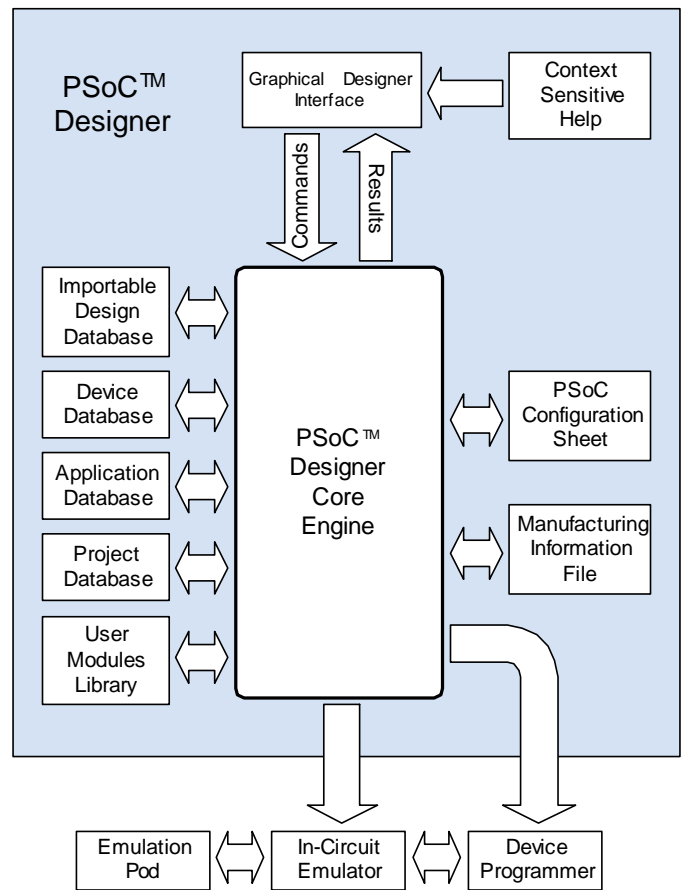 PSoC™
Designer
Graphical Designer
Interface
Context
Sensitive
Help
Commands
Results
Importable
Design
Database
Device
Database
Application
Database
Project
Database
User
Modules
Library
PSoC™
Designer
Core
Engine
PSoC
Configuration
Sheet
Manufacturing
Information
File
Emulation
Pod
In-Circuit
Emulator
Device
Programmer